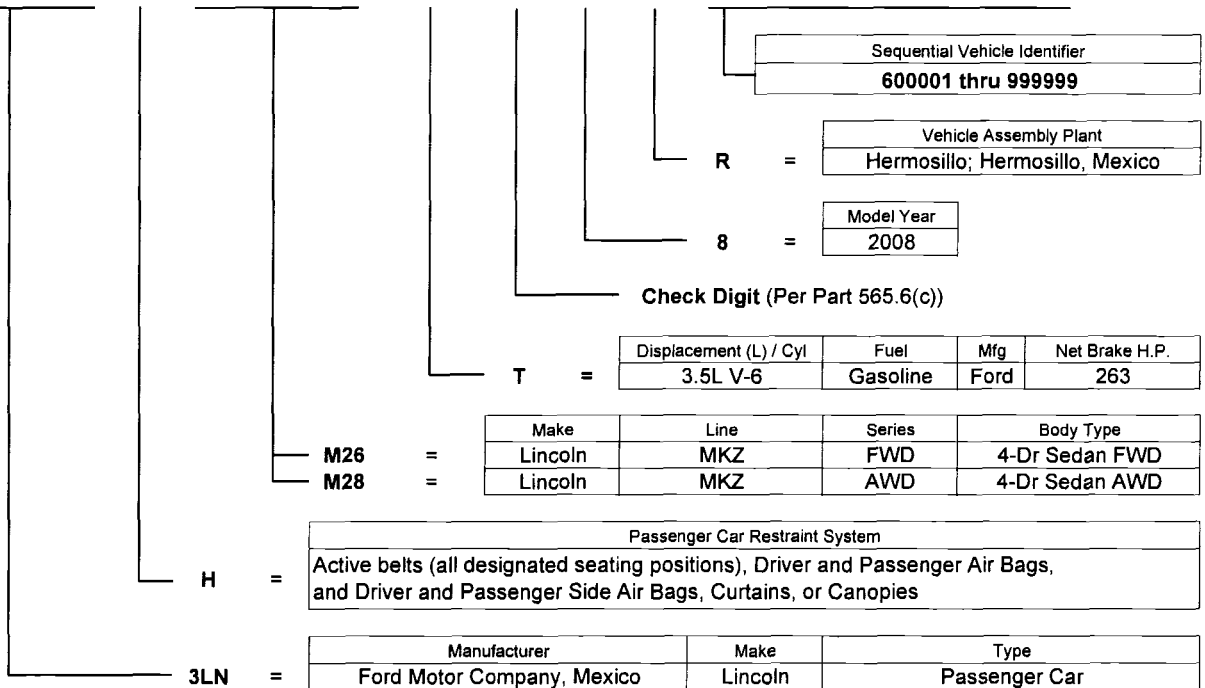 Sequential Vehicle Identifier
600001 thru 999999
Vehicle Assembly Plant
R = Hermosillo; Hermosillo, Mexico
Model Year
8 = 2008
Check Digit (Per Part 565.6(c))
Displacement (L) / Cyl Fuel Mfg Net Brake H.P.
T = 3.5L V-6 Gasoline Ford 263
Make Line Series Body Type
M26 = Lincoln MKZ FWD 4-Dr Sedan FWD
M28 = Lincoln MKZ AWD 4-Dr Sedan AWD
Passenger Car Restraint System
H = Active belts (all designated seating positions), Driver and Passenger Air Bags,
and Driver and Passenger Side Air Bags, Curtains, or Canopies
Manufacturer Make Type
3LN = Ford Motor Company, Mexico Lincoln Passenger Car